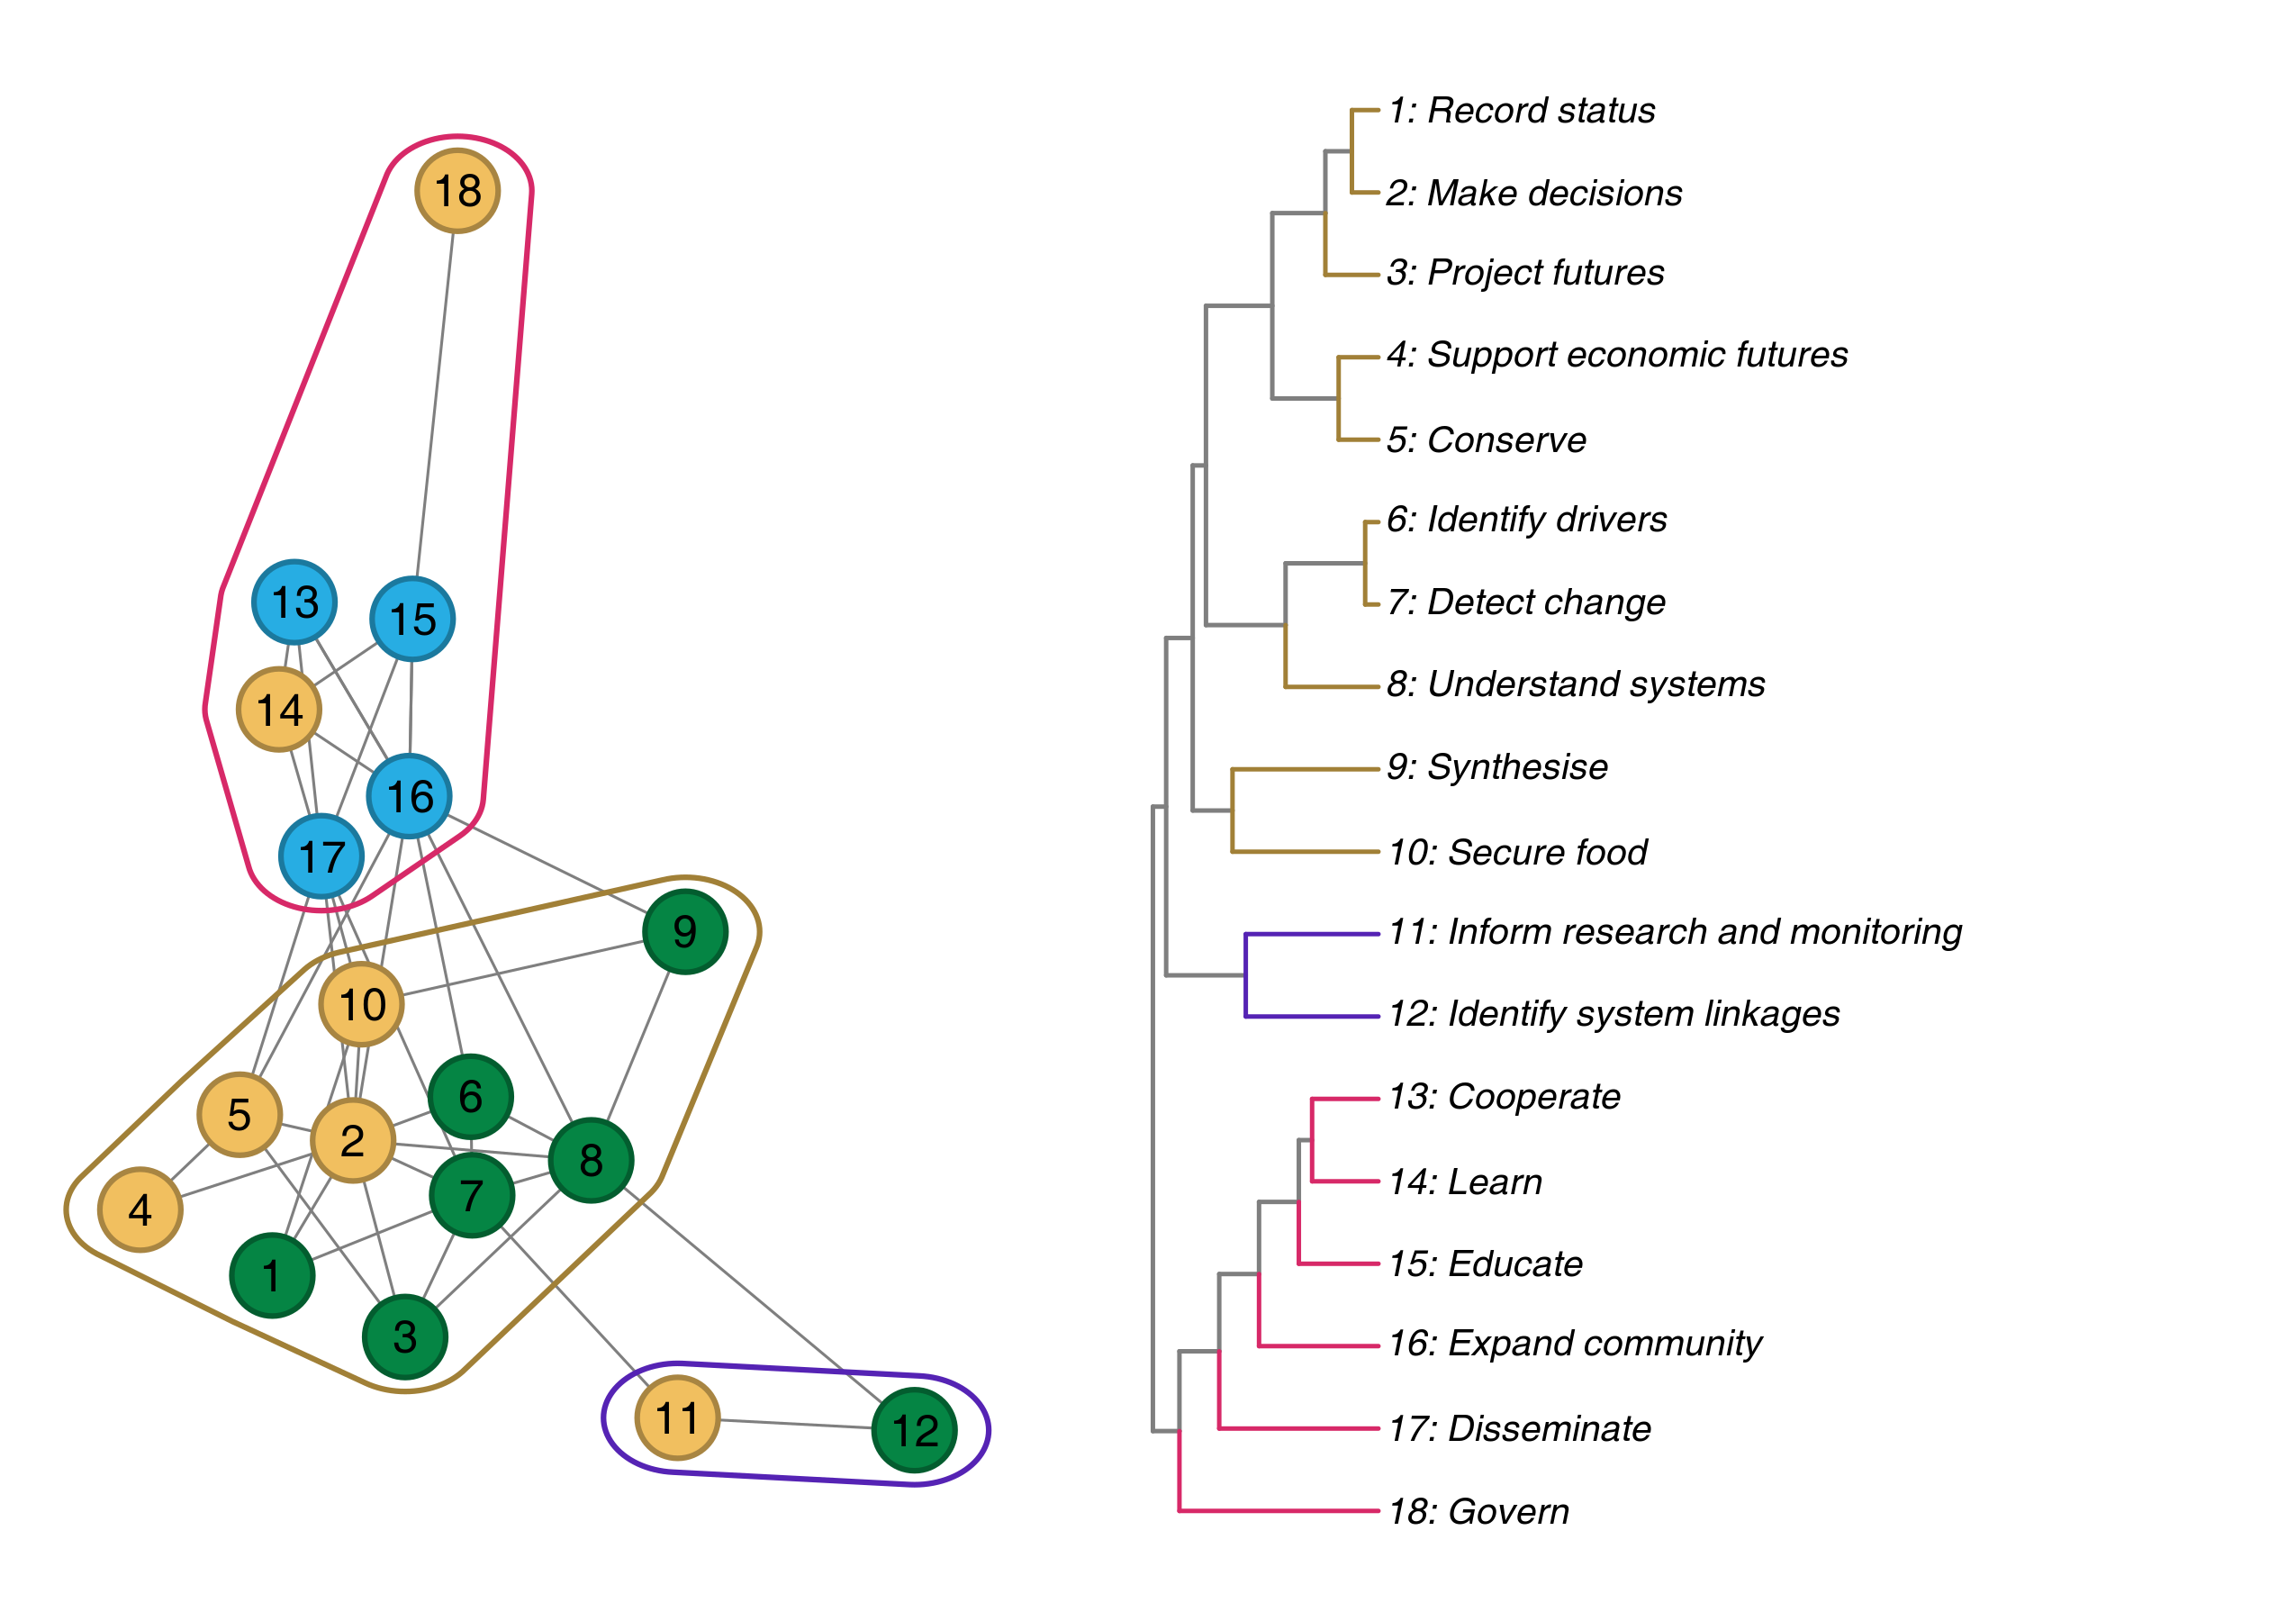 18
13
15
14
16
17
9
10
6
5
2
8
7
4
1
3
11
12
1: Record status
2: Make decisions
3: Project futures
4: Support economic futures
5: Conserve
6: Identify drivers
7: Detect change
8: Understand systems
9: Synthesise
10: Secure food
11: Inform research and monitoring
12: Identify system linkages
13: Cooperate
14: Learn
15: Educate
16: Expand community
17: Disseminate
18: Govern